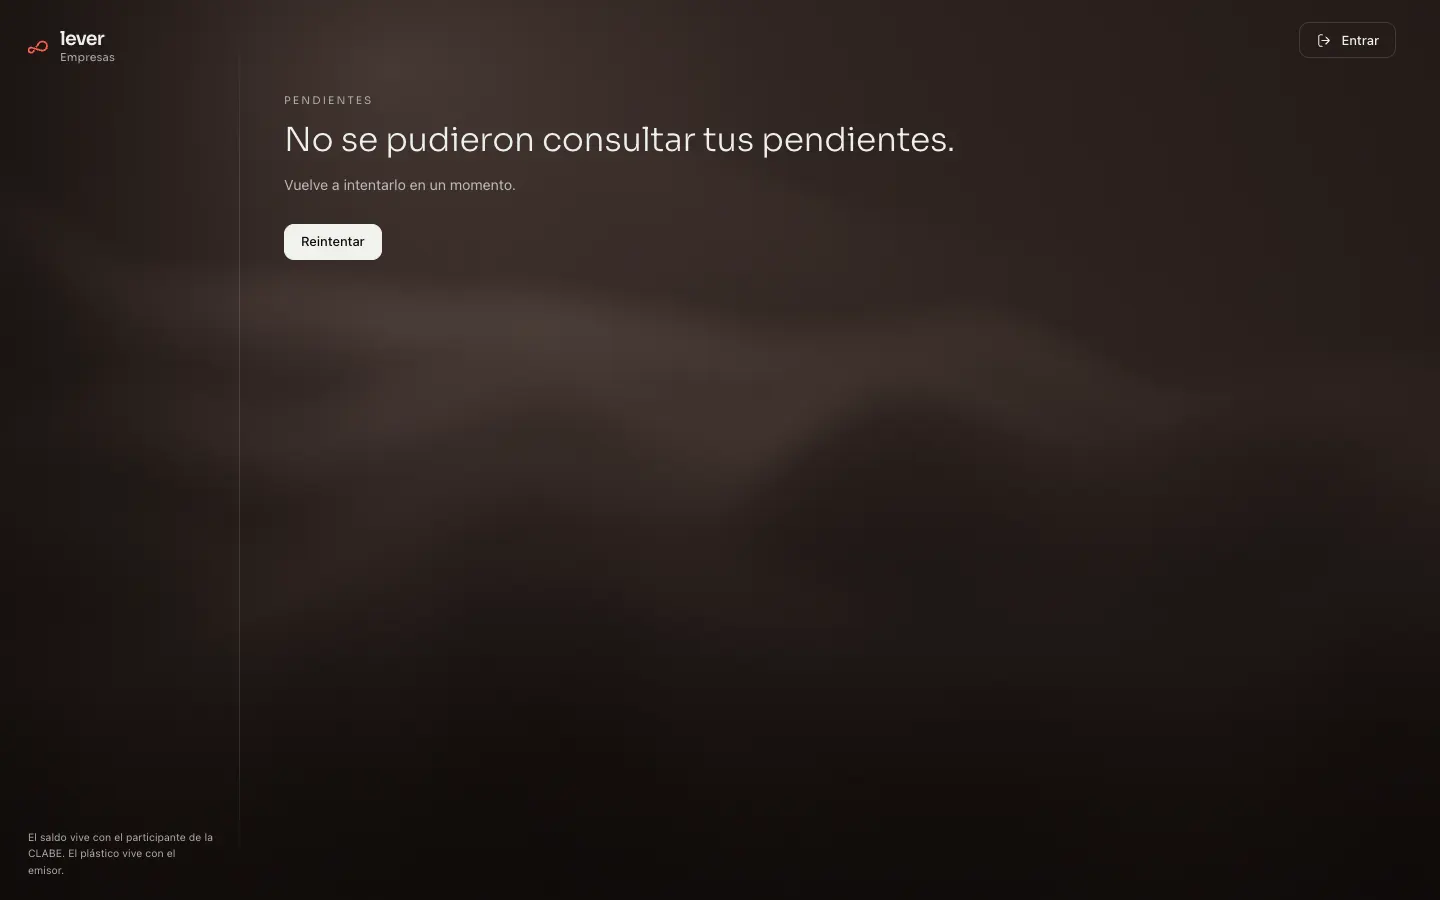 lever
Empresas
Entrar
PENDIENTES
No se pudieron consultar tus pendientes.
Vuelve a intentarlo en un momento.
Reintentar
El saldo vive con el participante de la
CLABE. El plástico vive con el
emisor.